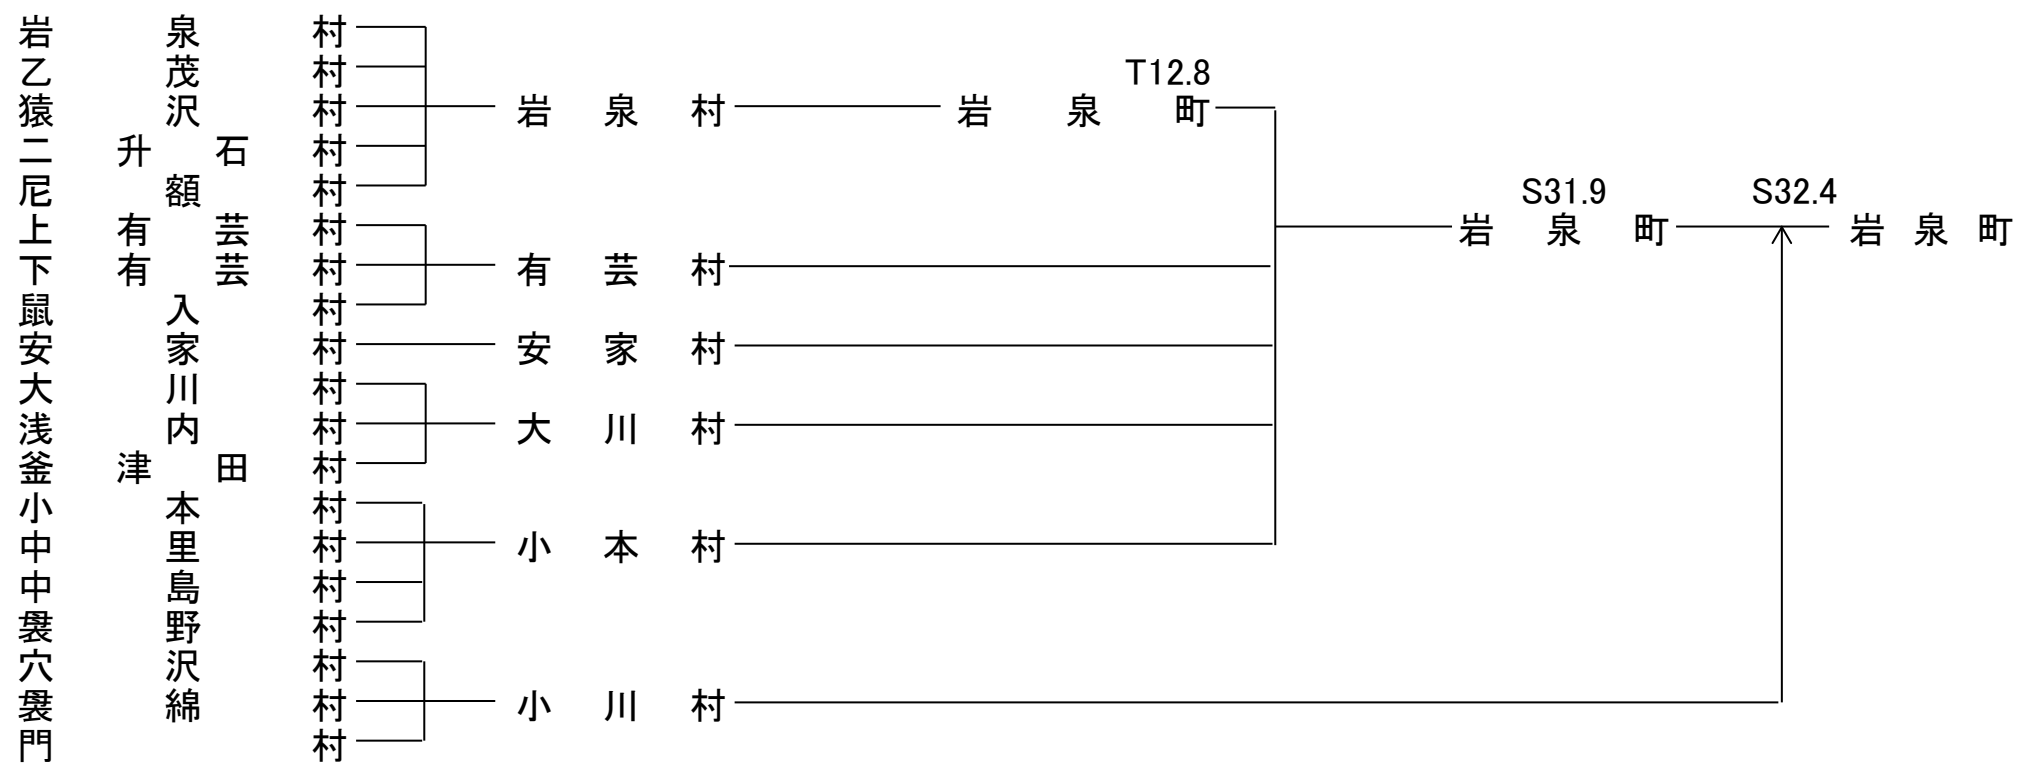 岩泉村
乙茂村
猿沢村
二升石村
尼額村
上有芸村
下有芸村
鼠入村
安家村
大川村
浅内村
釜津田村
小本村
中里村
中島村
袰野村
穴沢村
袰綿村
門村
岩泉村
有芸村
安家村
大川村
小本村
小川村
T12.8
岩泉町
S31.9
岩泉町
S32.4
岩泉町